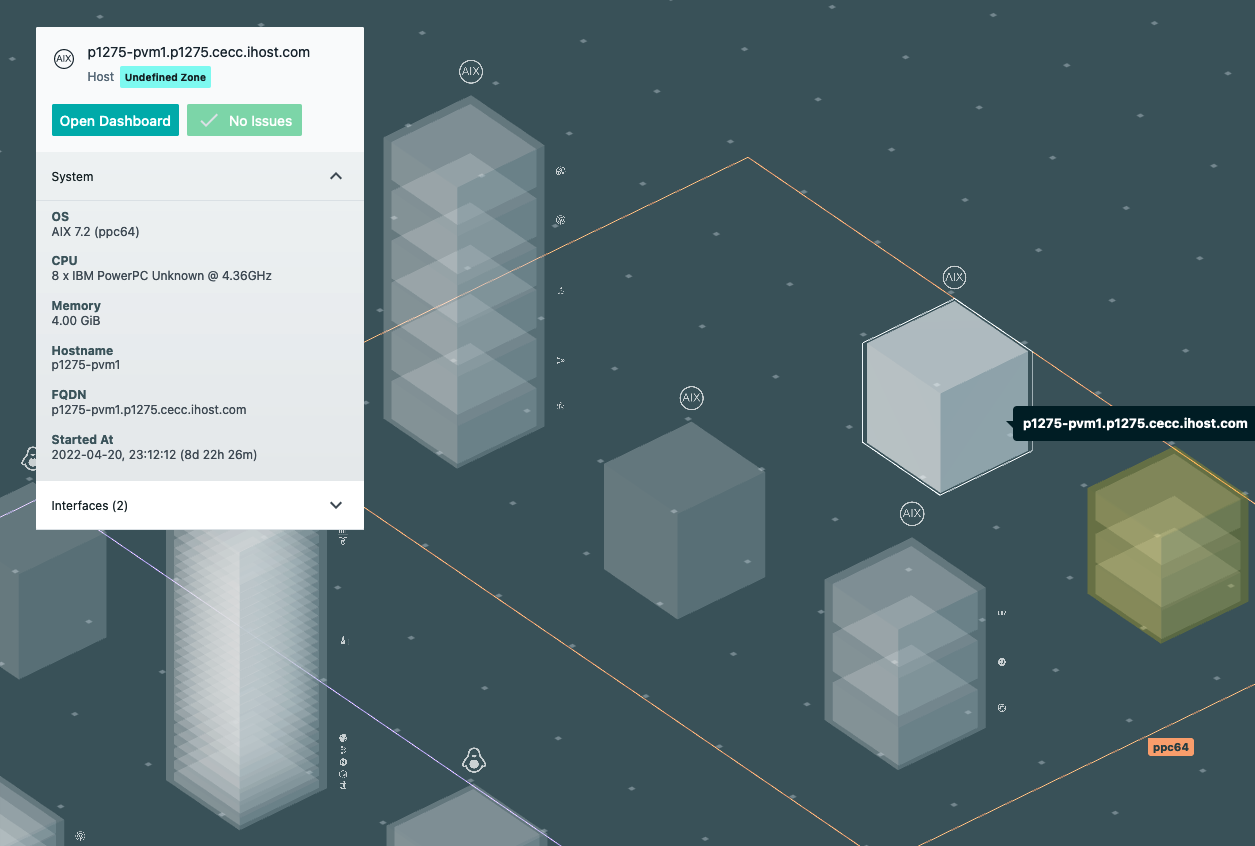 AIX
p1275-pvm1.p1275.cecc.ihost.com
Host Undefined Zone
Open Dashboard
No Issues
System
OS
AIX 7.2 (ppc64)
CPU
8 x IBM PowerPC Unknown @ 4.36GHz
Memory
4.00 GiB
Hostname
p1275-pvm1
FQDN
p1275-pvm1.p1275.cecc.ihost.com
Started At
2022-04-20, 23:12:12 (8d 22h 26m)
Interfaces (2)
AIX
AIX
AIX
p1275-pvm1.p1275.cecc.ihost.com
AIX
ppc64